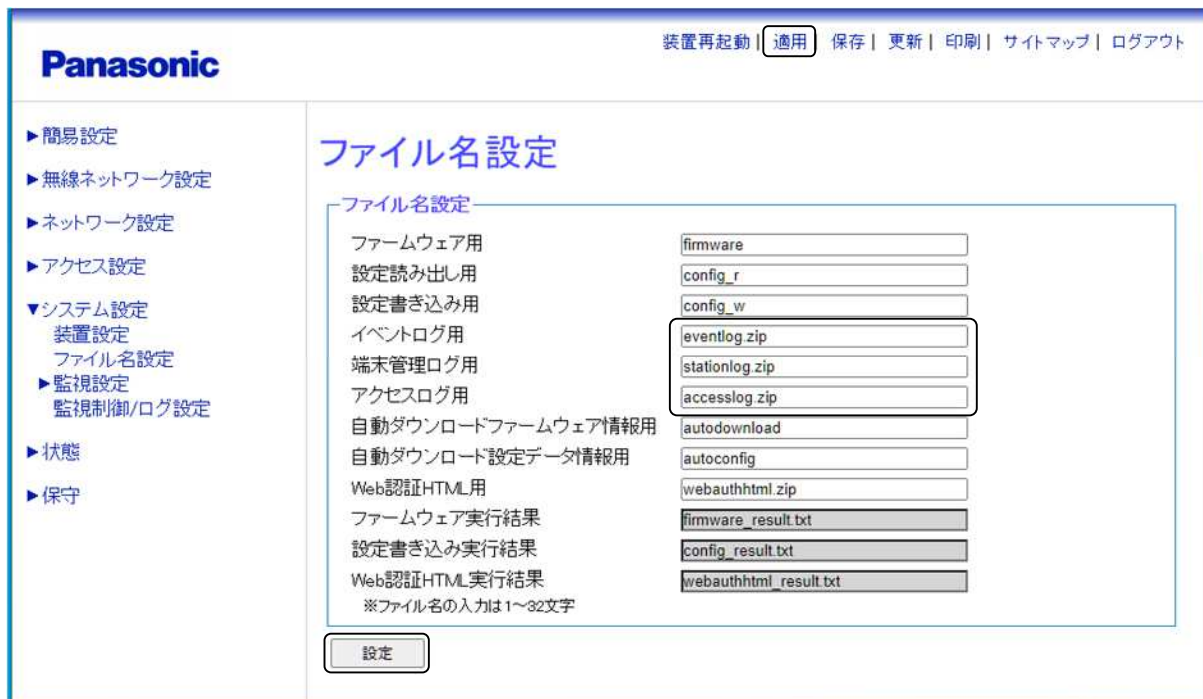 Panasonic
装置再起動 | 適用 | 保存 | 更新 | 印刷 | サイトマップ | ログアウト
▶簡易設定
▶無線ネットワーク設定
▶ネットワーク設定
▶アクセス設定
▼システム設定
装置設定
ファイル名設定
▶監視設定
監視制御/ログ設定
▶状態
▶保守
ファイル名設定
ファイル名設定
ファームウェア用 firmware
設定読み出し用 config_r
設定書き込み用 config_w
イベントログ用 eventlog.zip
端末管理ログ用 stationlog.zip
アクセスログ用 accesslog.zip
自動ダウンロードファームウェア情報用 autodownload
自動ダウンロード設定データ情報用 autoconfig
Web認証HTML用 webauthhtml.zip
ファームウェア実行結果 firmware_result.txt
設定書き込み実行結果 config_result.txt
Web認証HTML実行結果 webauthhtml_result.txt
※ファイル名の入力は1～32文字
設定